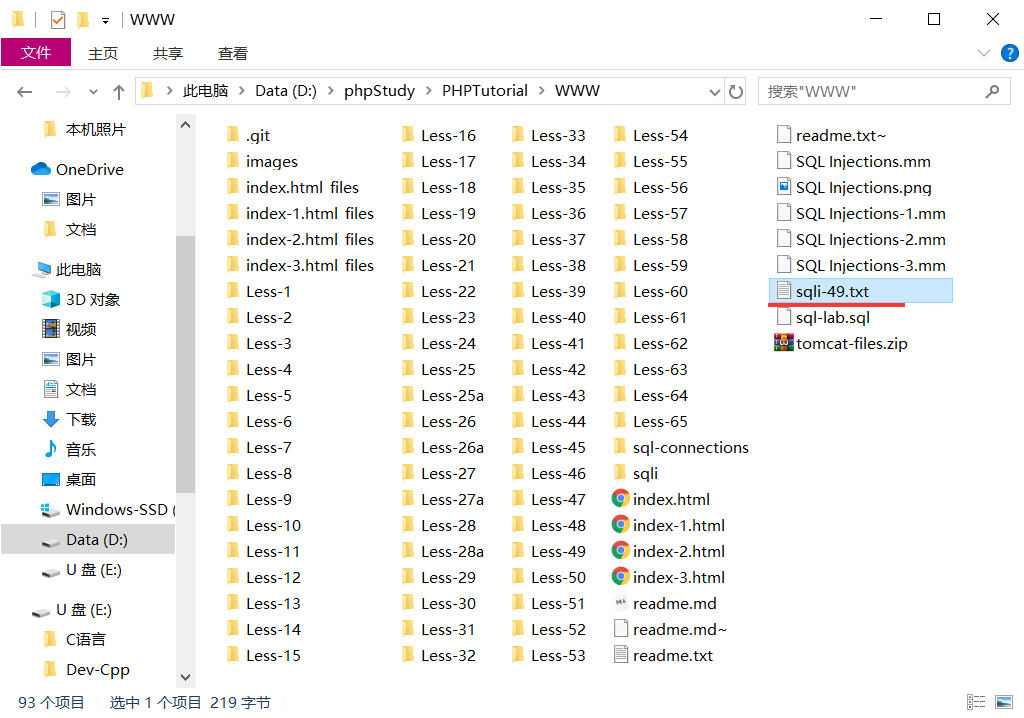 WWW
文件 主页 共享 查看
此电脑 Data (D:) phpStudy PHPTutorial WWW
搜索"WWW"
本机照片
OneDrive
图片
文档
此电脑
3D 对象
视频
图片
文档
下载
音乐
桌面
Windows-SSD (
Data (D:)
U 盘 (E:)
U 盘 (E:)
C语言
Dev-Cpp
.git
images
index.html_files
index-1.html_files
index-2.html_files
index-3.html_files
Less-1
Less-2
Less-3
Less-4
Less-5
Less-6
Less-7
Less-8
Less-9
Less-10
Less-11
Less-12
Less-13
Less-14
Less-15
Less-16
Less-17
Less-18
Less-19
Less-20
Less-21
Less-22
Less-23
Less-24
Less-25
Less-25a
Less-26
Less-26a
Less-27
Less-27a
Less-28
Less-28a
Less-29
Less-30
Less-31
Less-32
Less-33
Less-34
Less-35
Less-36
Less-37
Less-38
Less-39
Less-40
Less-41
Less-42
Less-43
Less-44
Less-45
Less-46
Less-47
Less-48
Less-49
Less-50
Less-51
Less-52
Less-53
Less-54
Less-55
Less-56
Less-57
Less-58
Less-59
Less-60
Less-61
Less-62
Less-63
Less-64
Less-65
sql-connections
sqli
index.html
index-1.html
index-2.html
index-3.html
readme.md
readme.md~
readme.txt
readme.txt~
SQL Injections.mm
SQL Injections.png
SQL Injections-1.mm
SQL Injections-2.mm
SQL Injections-3.mm
sqli-49.txt
sql-lab.sql
tomcat-files.zip
93 个项目 选中 1 个项目 219 字节